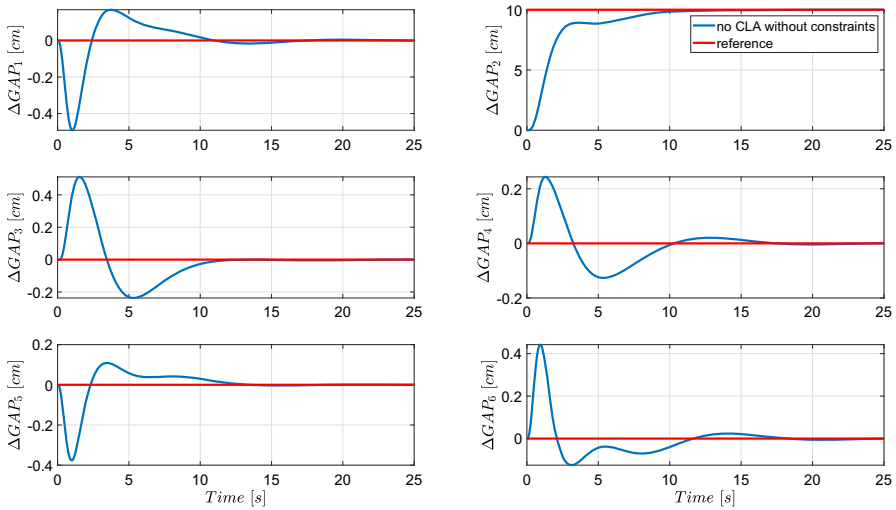 ΔGAP₁ [cm]
0
-0.2
-0.4
0 5 10 15 20 25
ΔGAP₂ [cm]
10
5
0
0 5 10 15 20 25
no CLA without constraints
reference
ΔGAP₃ [cm]
0.4
0.2
0
-0.2
0 5 10 15 20 25
ΔGAP₄ [cm]
0.2
0
-0.2
0 5 10 15 20 25
ΔGAP₅ [cm]
0.2
0
-0.2
-0.4
0 5 10 15 20 25
Time [s]
ΔGAP₆ [cm]
0.4
0.2
0
0 5 10 15 20 25
Time [s]